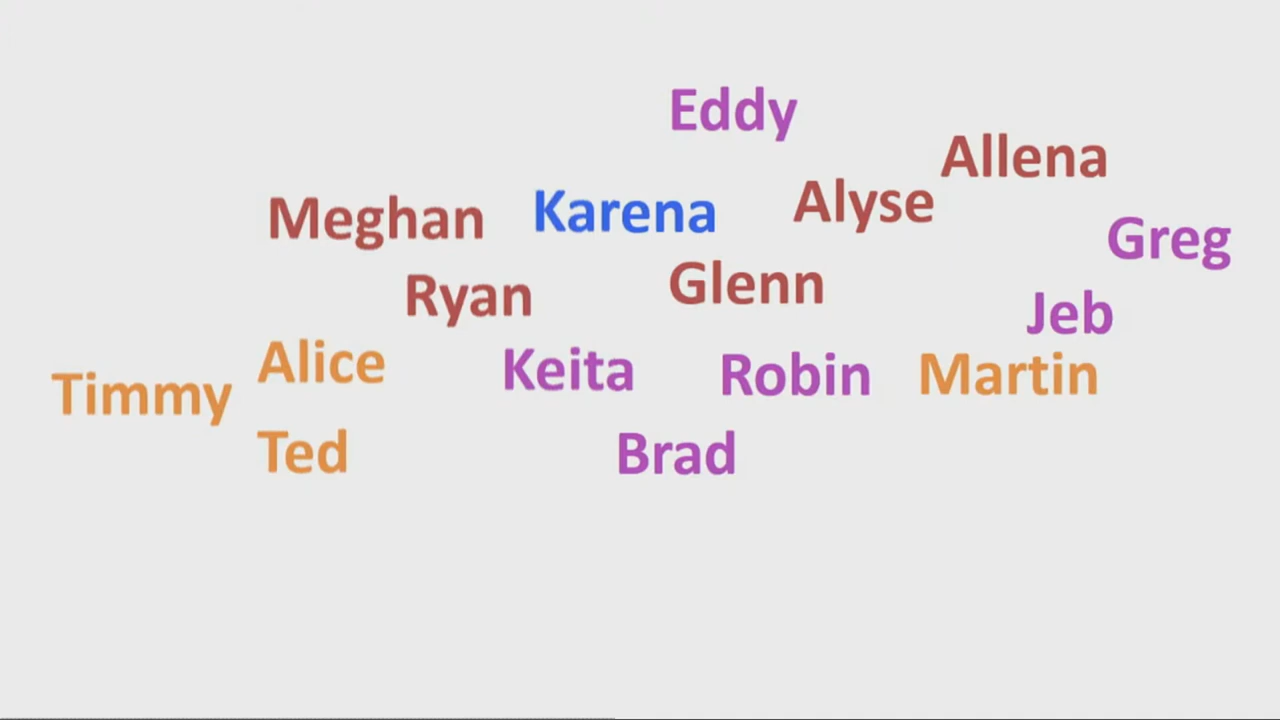 Eddy
Allena
Meghan Karena Alyse
Greg
Ryan Glenn
Jeb
Alice Keita Robin Martin
Timmy
Ted Brad